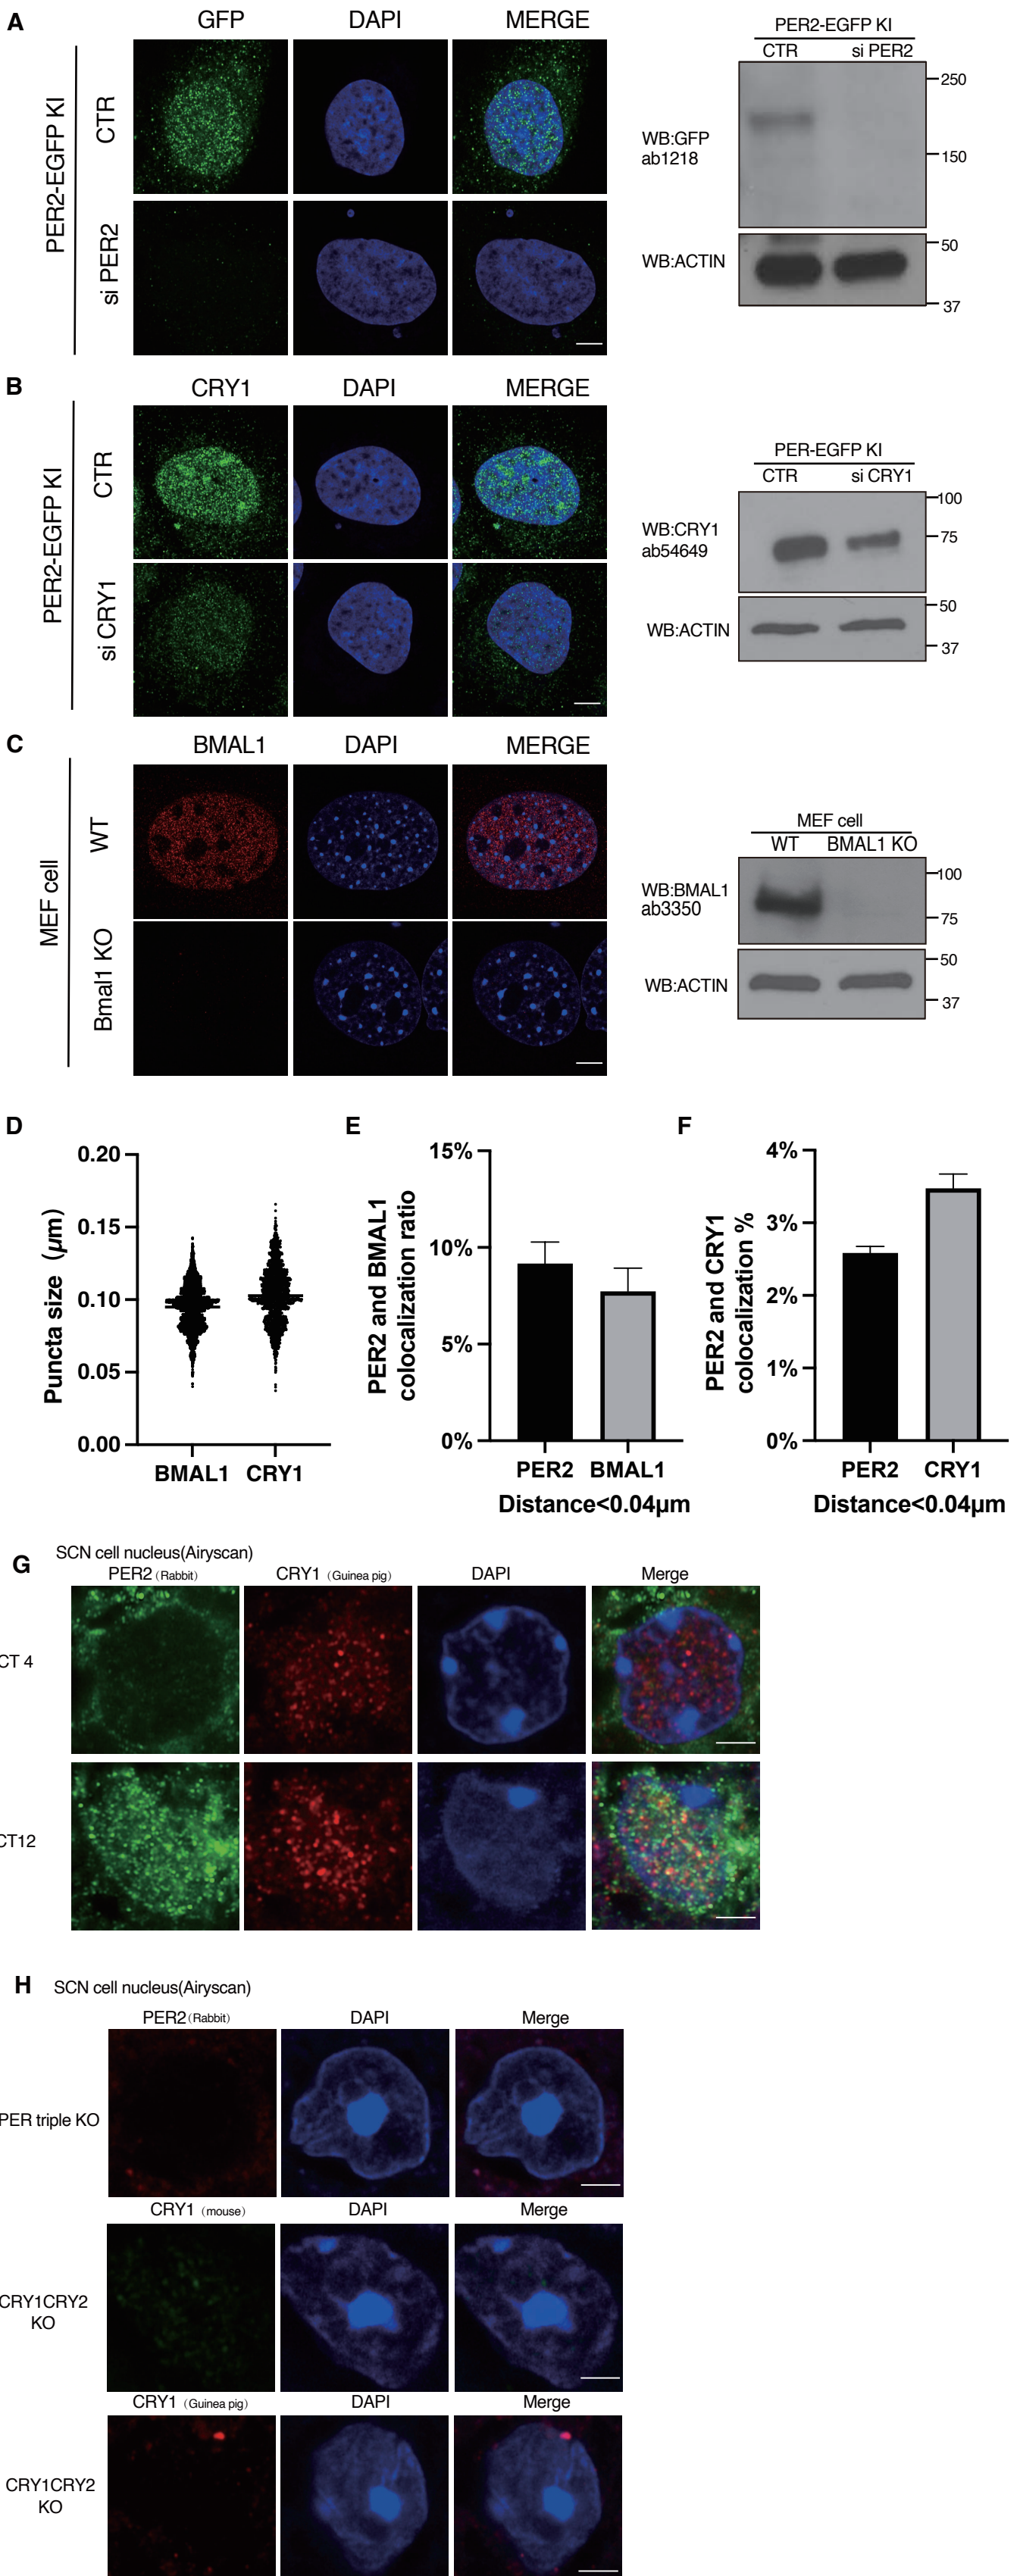 A
GFP DAPI MERGE
PER2-EGFP KI
CTR
si PER2
PER2-EGFP KI
CTR si PER2
WB:GFP
ab1218
250
150
WB:ACTIN
50
37
B
CRY1 DAPI MERGE
PER2-EGFP KI
CTR
si CRY1
PER-EGFP KI
CTR si CRY1
WB:CRY1
ab54649
100
75
WB:ACTIN
50
37
C
BMAL1 DAPI MERGE
MEF cell
WT
Bmal1 KO
MEF cell
WT BMAL1 KO
WB:BMAL1
ab3350
100
75
WB:ACTIN
50
37
D
Puncta size (μm)
0.20
0.15
0.10
0.05
0.00
BMAL1 CRY1
E
PER2 and BMAL1
colocalization ratio
15%
10%
5%
0%
PER2 BMAL1
Distance<0.04μm
F
PER2 and CRY1
colocalization %
4%
3%
2%
1%
0%
PER2 CRY1
Distance<0.04μm
G
SCN cell nucleus(Airyscan)
PER2 (Rabbit) CRY1 (Guinea pig) DAPI Merge
CT 4
CT12
H
SCN cell nucleus(Airyscan)
PER2 (Rabbit) DAPI Merge
PER triple KO
CRY1 (mouse) DAPI Merge
CRY1CRY2
KO
CRY1 (Guinea pig) DAPI Merge
CRY1CRY2
KO